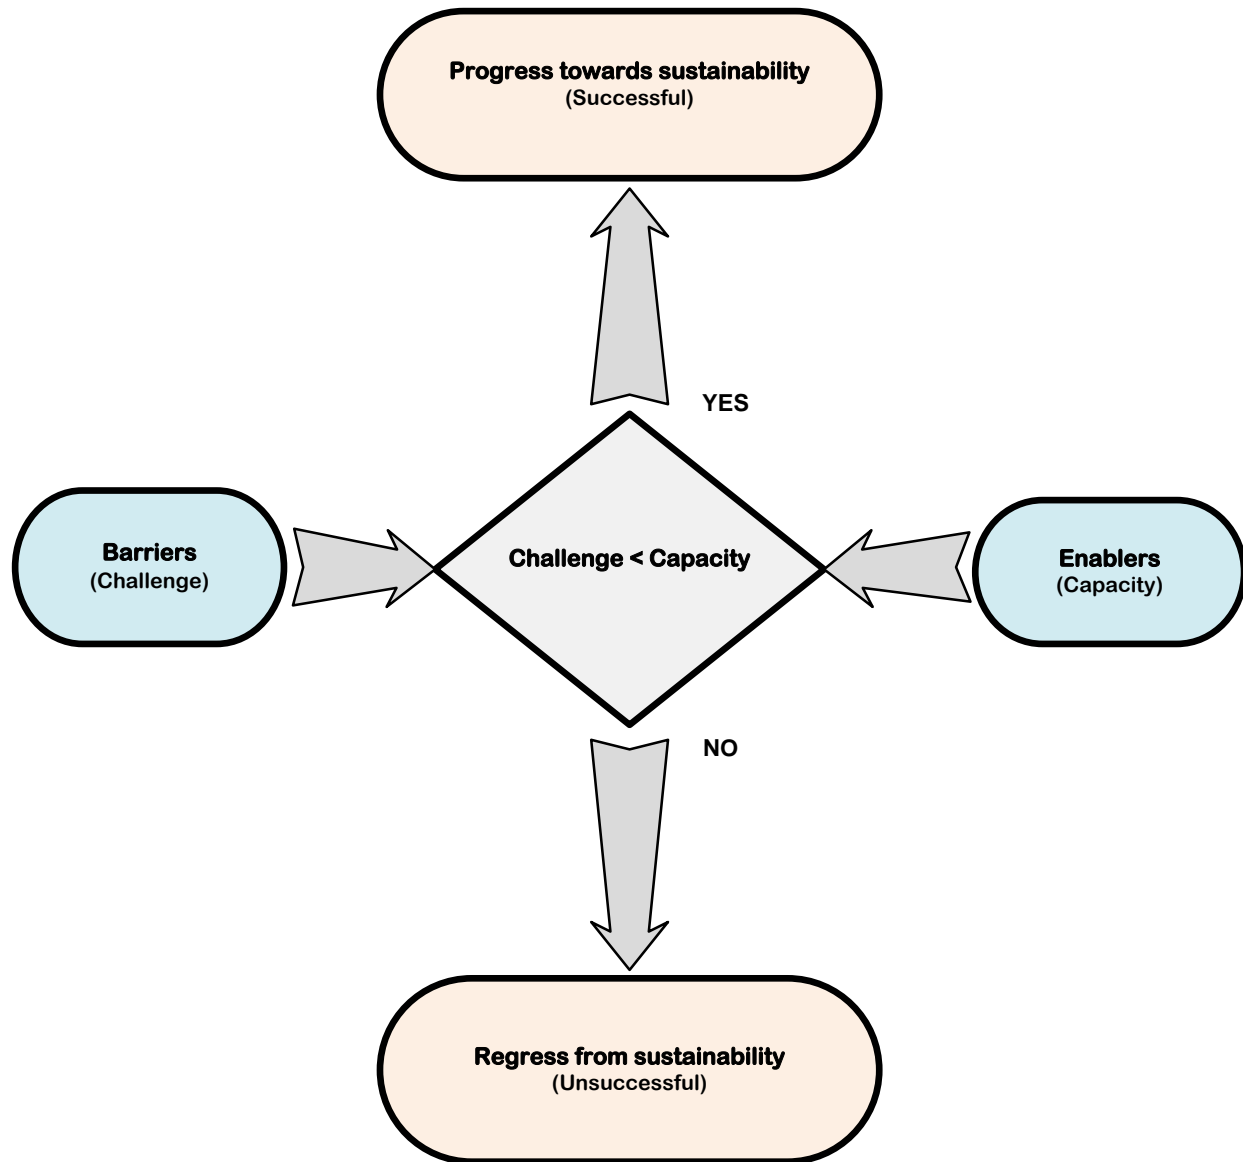 Progress towards sustainability
(Successful)
YES
Barriers
(Challenge)
Challenge < Capacity
Enablers
(Capacity)
NO
Regress from sustainability
(Unsuccessful)